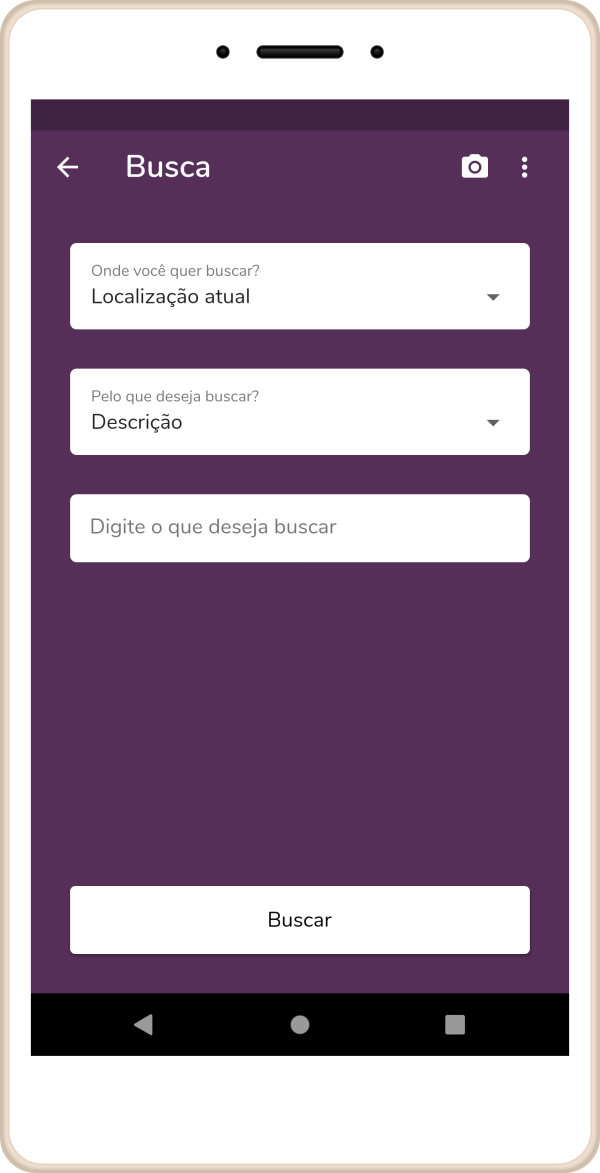 Busca
Onde você quer buscar?
Localização atual
Pelo que deseja buscar?
Descrição
Digite o que deseja buscar
Buscar